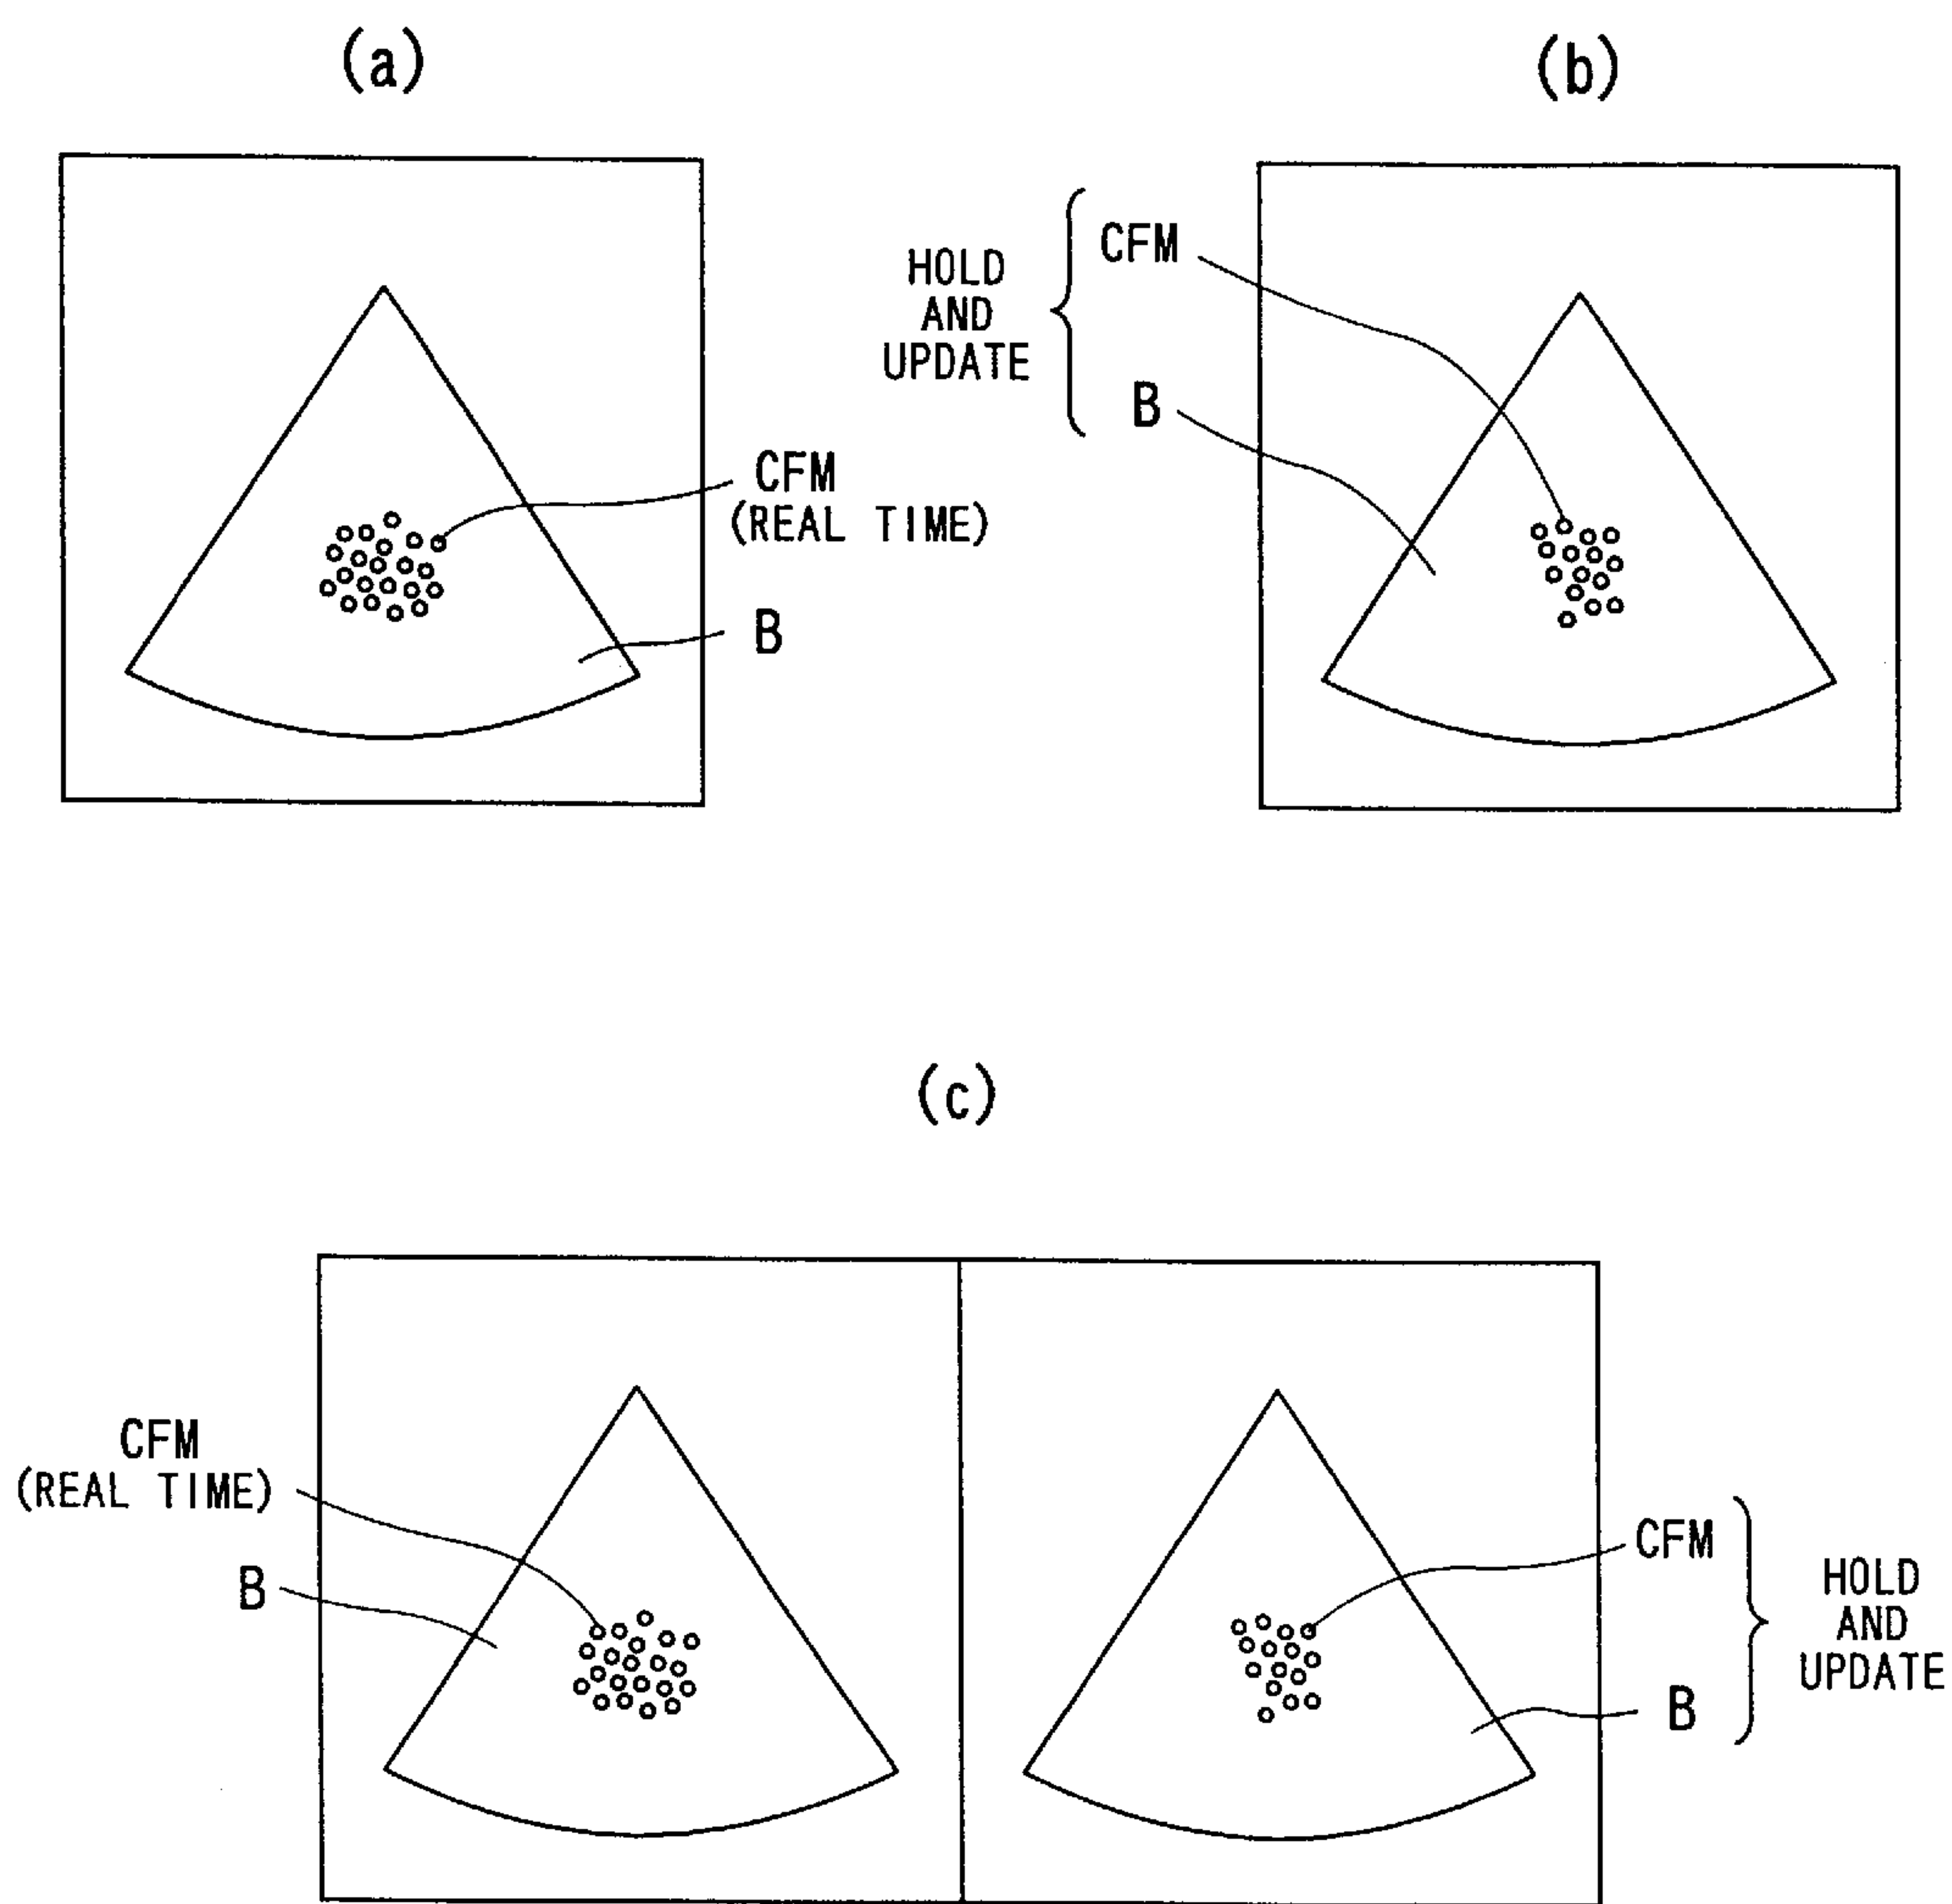 (a)
CFM
(REAL TIME)
B
(b)
HOLD
AND
UPDATE
CFM
B
(c)
CFM
(REAL TIME)
B
CFM
B
HOLD
AND
UPDATE